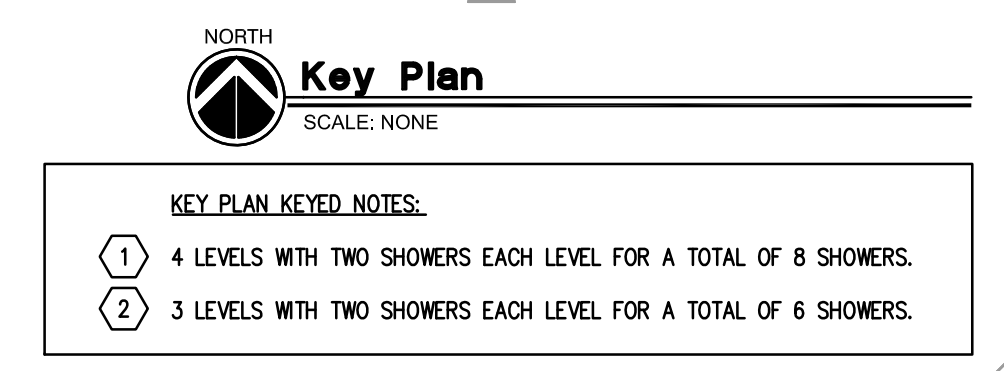 NORTH
Key Plan
SCALE: NONE
KEY PLAN KEYED NOTES:
1 4 LEVELS WITH TWO SHOWERS EACH LEVEL FOR A TOTAL OF 8 SHOWERS.
2 3 LEVELS WITH TWO SHOWERS EACH LEVEL FOR A TOTAL OF 6 SHOWERS.